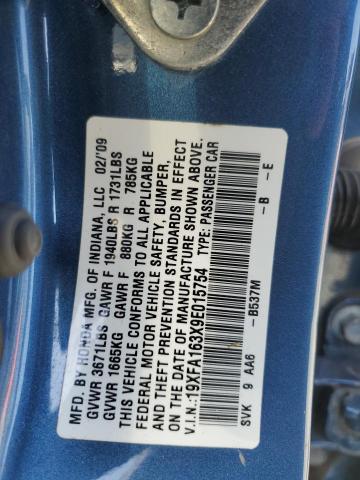 MFD. BY HONDA MFG. OF INDIANA, LLC 02/'09
GVWR 3671LBS GAWR F 1940LBS R 1731LBS
GVWR 1665KG GAWR F 880KG R 785KG
THIS VEHICLE CONFORMS TO ALL APPLICABLE
FEDERAL MOTOR VEHICLE SAFETY, BUMPER,
AND THEFT PREVENTION STANDARDS IN EFFECT
ON THE DATE OF MANUFACTURE SHOWN ABOVE.
V.I.N.:19XFA163X9E015754 TYPE: PASSENGER CAR
SVK 9 AA6 -B537M -B -E